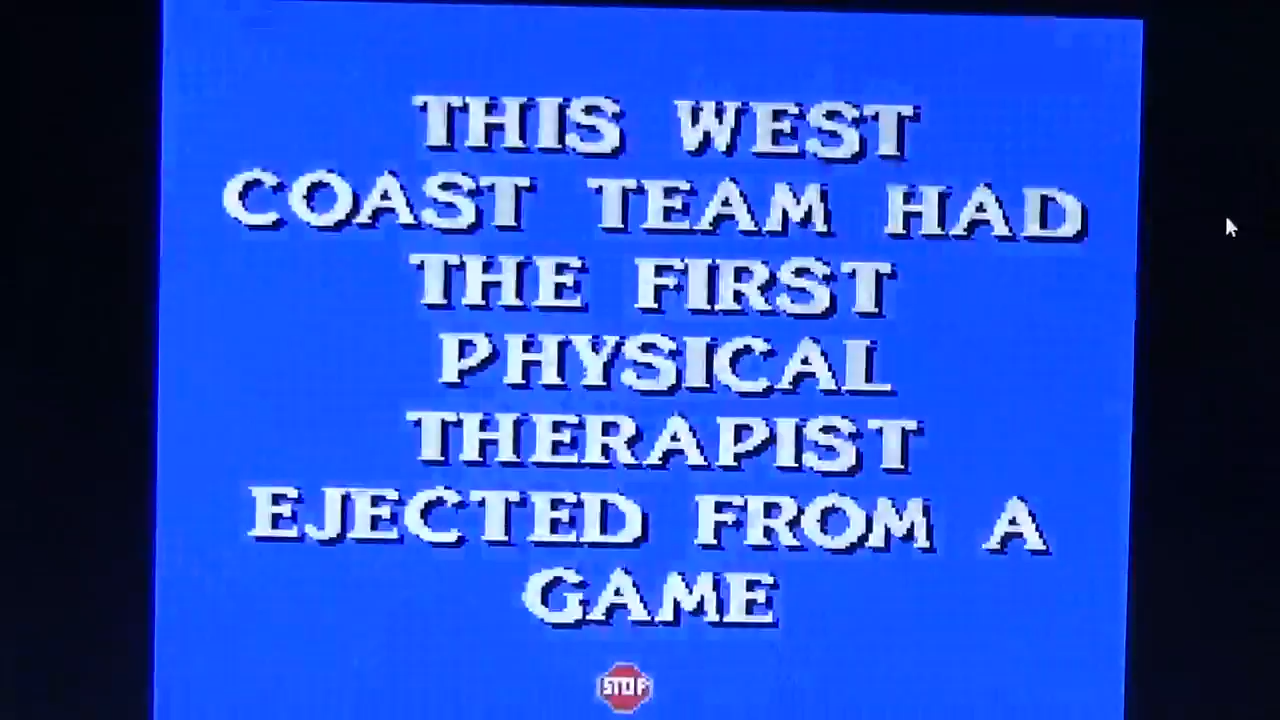 THIS WEST
COAST TEAM HAD
THE FIRST
PHYSICAL
THERAPIST
EJECTED FROM A
GAME
STOP